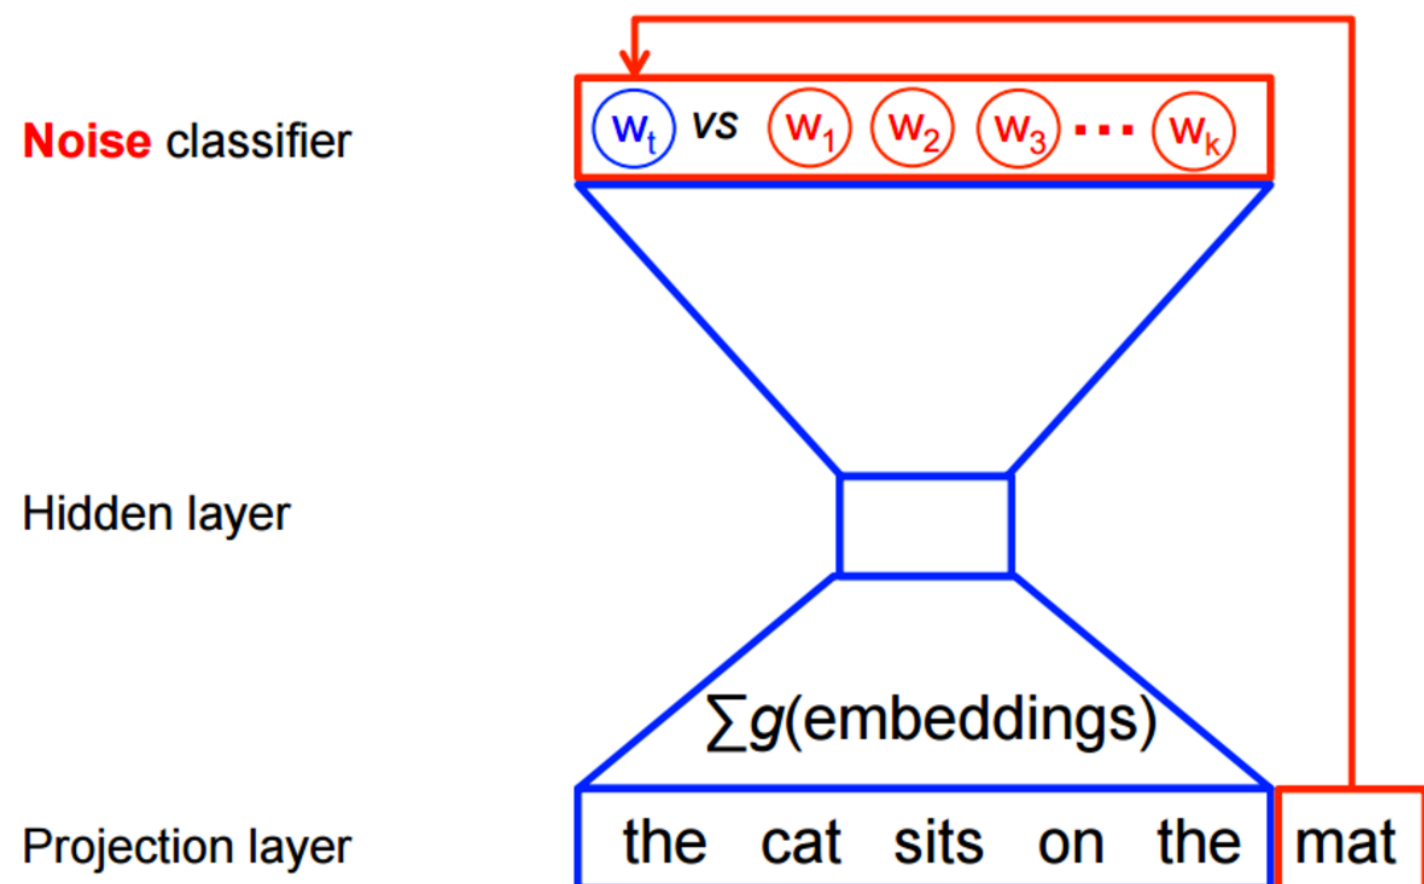 Noise classifier
wt vs w1 w2 w3 ... wk
Hidden layer
∑g(embeddings)
Projection layer
the cat sits on the mat